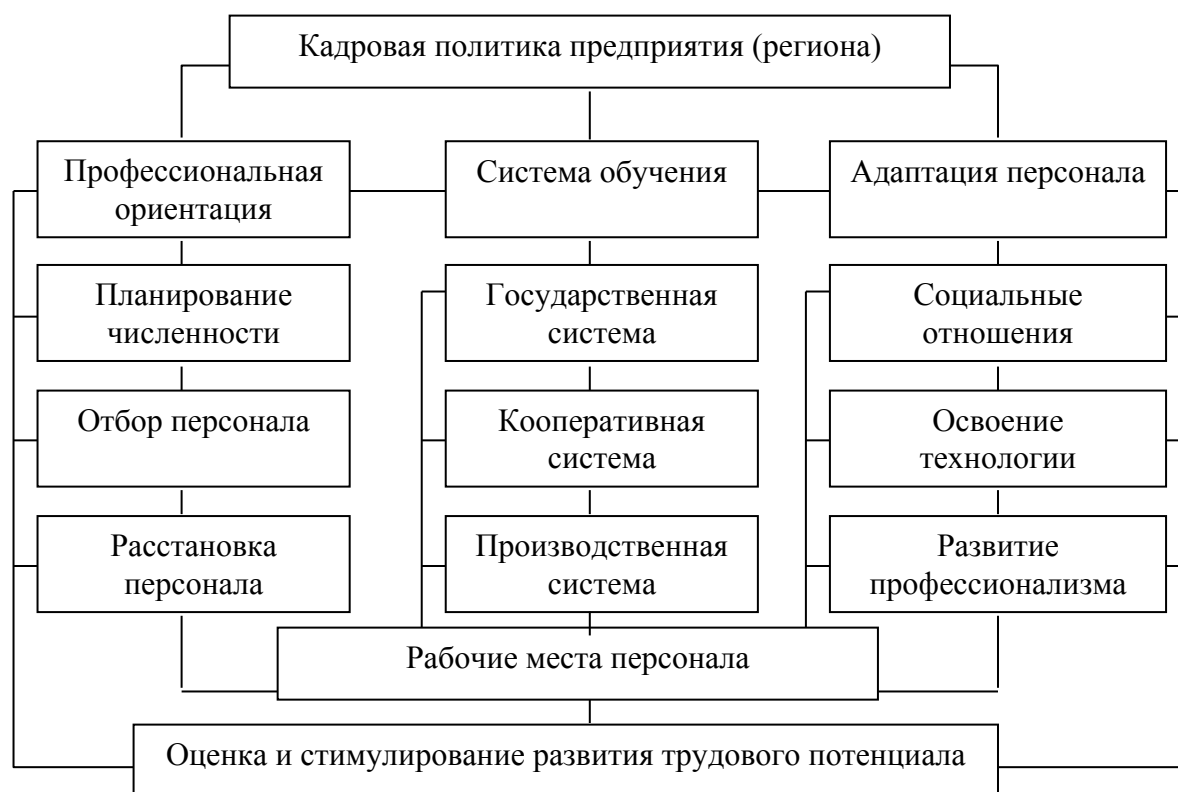 Кадровая политика предприятия (региона)
Профессиональная
ориентация
Система обучения
Адаптация персонала
Планирование
численности
Государственная
система
Социальные
отношения
Отбор персонала
Кооперативная
система
Освоение
технологии
Расстановка
персонала
Производственная
система
Развитие
профессионализма
Рабочие места персонала
Оценка и стимулирование развития трудового потенциала